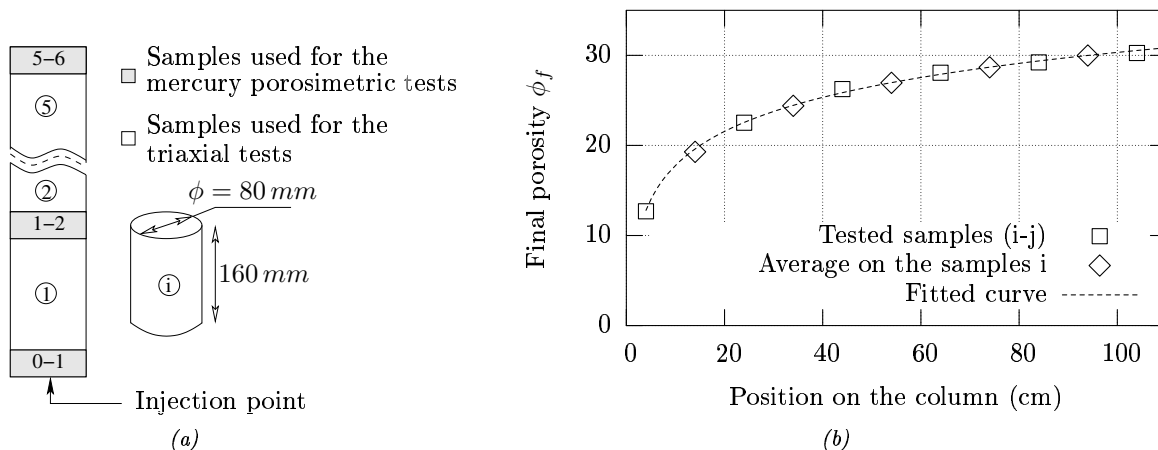 5–6
5
2
1–2
1
0–1
Samples used for the
mercury porosimetric tests
Samples used for the
triaxial tests
ϕ = 80 mm
160 mm
i
Injection point
(a)
Final porosity ϕf
30
20
10
0
0 20 40 60 80 100
Tested samples (i-j)
Average on the samples i
Fitted curve
Position on the column (cm)
(b)